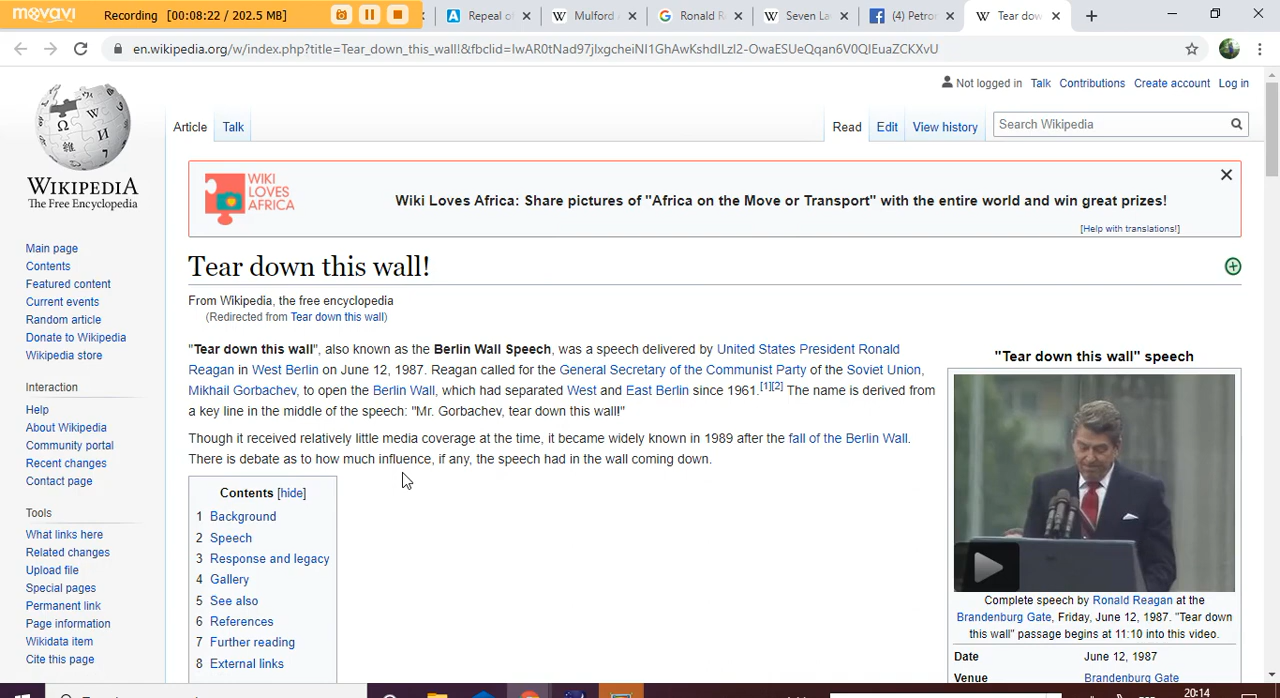 movavi
Recording (00:08:22 / 202.5 MB)
Repeal of
Mulford A
Ronald R
Seven La
(4) Petror
Tear dow
en.wikipedia.org/w/index.php?title=Tear_down_this_wall!&fbclid=
Not logged in Talk Contributions Create account Log in
Article Talk
Read Edit View history
Search Wikipedia
WIKIPEDIA
The Free Encyclopedia
WIKI
LOVES
AFRICA
Wiki Loves Africa: Share pictures of "Africa on the Move or Transport" with the entire world and win great prizes!
[Help with translations!]
Main page
Contents
Featured content
Current events
Random article
Donate to Wikipedia
Wikipedia store
Interaction
Help
About Wikipedia
Community portal
Recent changes
Contact page
Tools
What links here
Related changes
Upload file
Special pages
Permanent link
Page information
Wikidata item
Cite this page
Tear down this wall!
From Wikipedia, the free encyclopedia
(Redirected from Tear down this wall)
"Tear down this wall", also known as the Berlin Wall Speech, was a speech delivered by United States President Ronald
Reagan in West Berlin on June 12, 1987. Reagan called for the General Secretary of the Communist Party of the Soviet Union,
Mikhail Gorbachev, to open the Berlin Wall, which had separated West and East Berlin since 1961.[1][2] The name is derived from
a key line in the middle of the speech: "Mr. Gorbachev, tear down this wall!"
Though it received relatively little media coverage at the time, it became widely known in 1989 after the fall of the Berlin Wall.
There is debate as to how much influence, if any, the speech had in the wall coming down.
Contents [hide]
1 Background
2 Speech
3 Response and legacy
4 Gallery
5 See also
6 References
7 Further reading
8 External links
"Tear down this wall" speech
Complete speech by Ronald Reagan at the
Brandenburg Gate, Friday, June 12, 1987. "Tear down
this wall" passage begins at 11:10 into this video.
Date June 12, 1987
Venue Brandenburg Gate
20:14